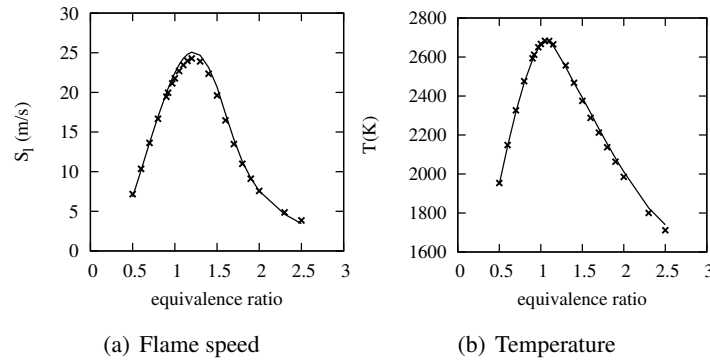 30
25
20
15
10
5
0
S_l (m/s)
0 0.5 1 1.5 2 2.5 3
equivalence ratio
(a) Flame speed
2800
2600
2400
2200
2000
1800
1600
T(K)
0 0.5 1 1.5 2 2.5 3
equivalence ratio
(b) Temperature